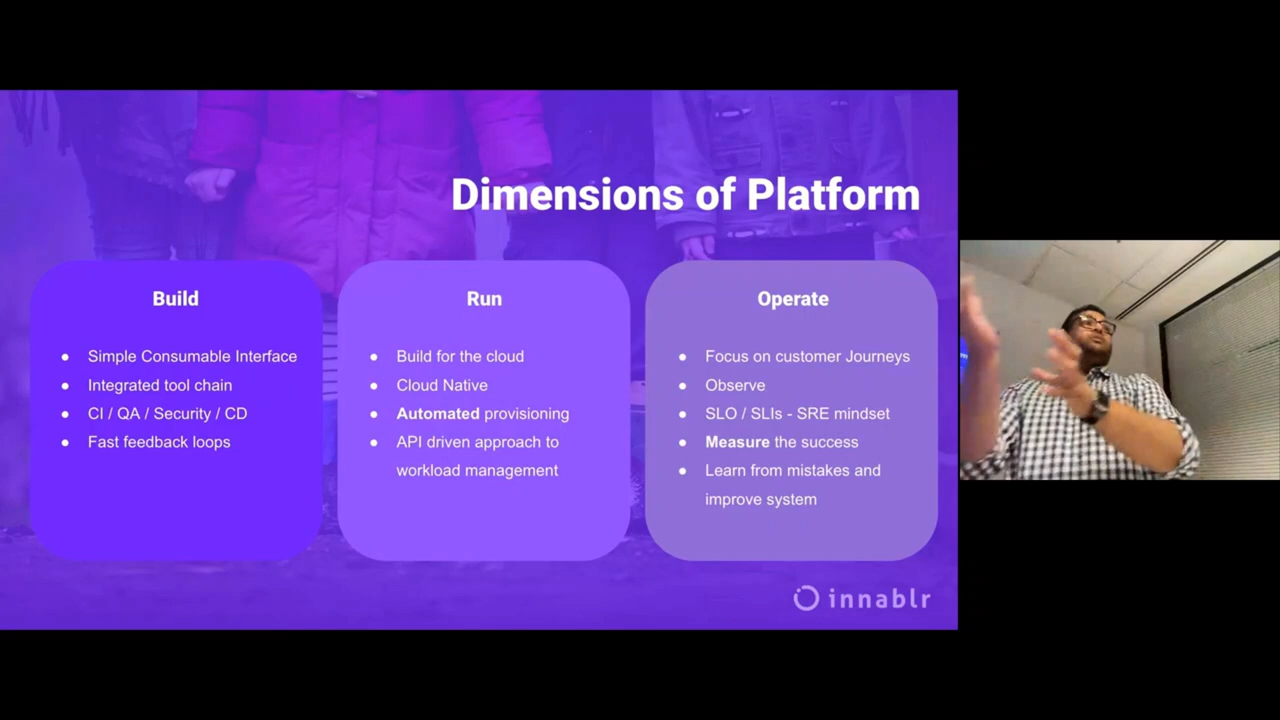 Dimensions of Platform
Build
● Simple Consumable Interface
● Integrated tool chain
● CI / QA / Security / CD
● Fast feedback loops
Run
● Build for the cloud
● Cloud Native
● Automated provisioning
● API driven approach to
workload management
Operate
● Focus on customer Journeys
● Observe
● SLO / SLIs - SRE mindset
● Measure the success
● Learn from mistakes and
improve system
innablr